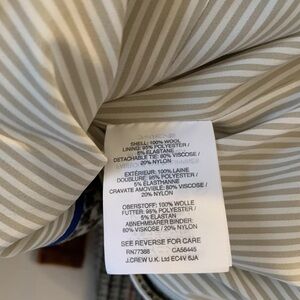 SHELL: 100% WOOL
LINING: 95% POLYESTER /
5% ELASTANE
DETACHABLE TIE: 80% VISCOSE /
20% NYLON
EXTÉRIEUR: 100% LAINE
DOUBLURE: 95% POLYESTER /
5% ÉLASTHANNE
CRAVATE AMOVIBLE: 80% VISCOSE /
20% NYLON
OBERSTOFF: 100% WOLLE
FUTTER: 95% POLYESTER /
5% ELASTAN
ABNEHMBARER BINDER:
80% VISKOSE / 20% NYLON
SEE REVERSE FOR CARE
RN77388 CA56445
J.CREW U.K. Ltd EC4V 6JA